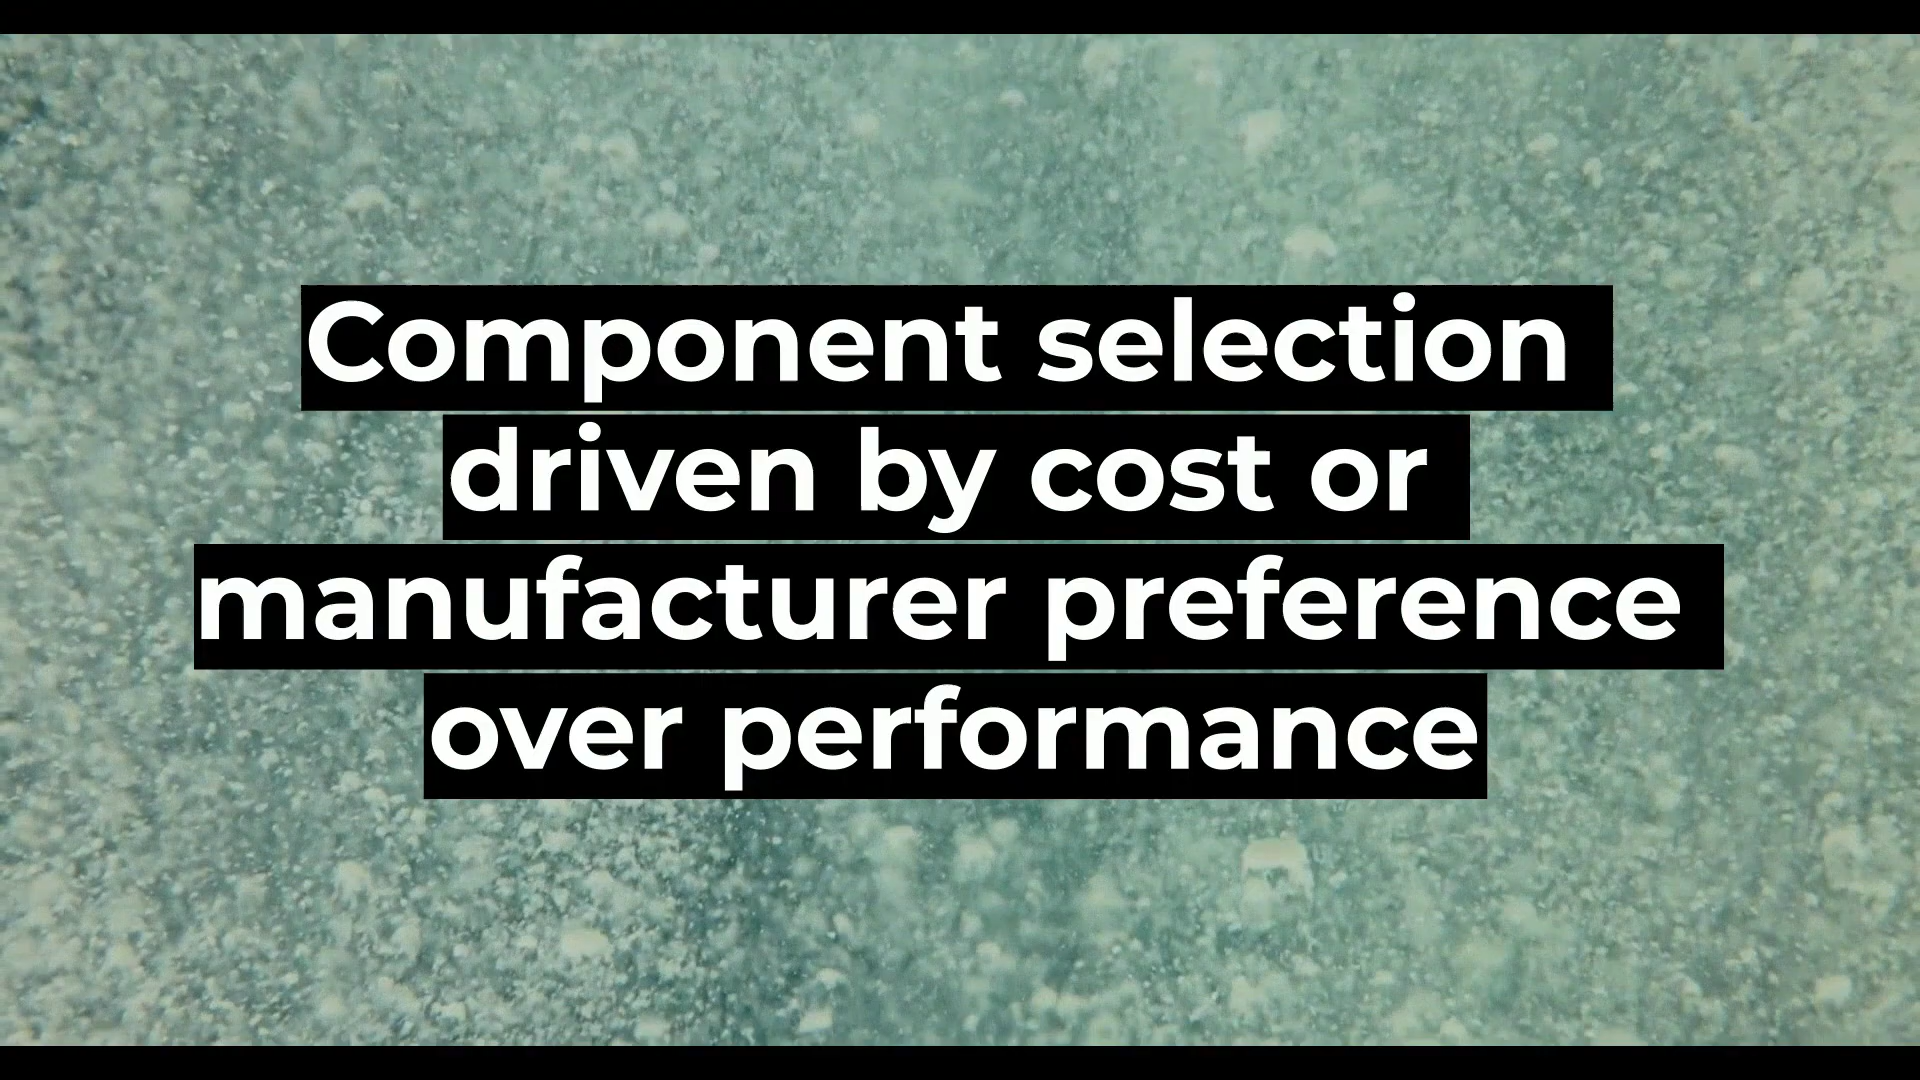 Component selection
driven by cost or
manufacturer preference
over performance